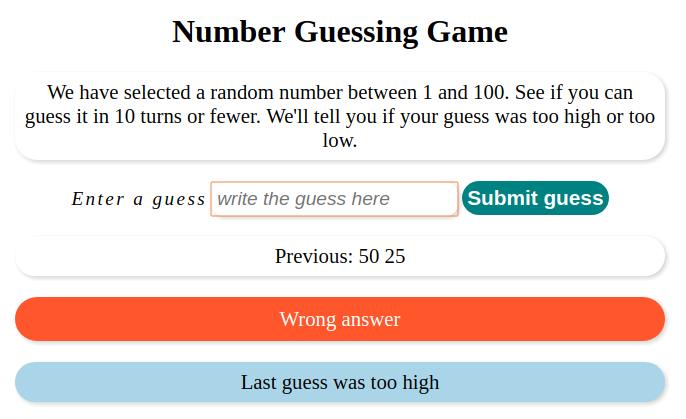 Number Guessing Game
We have selected a random number between 1 and 100. See if you can
guess it in 10 turns or fewer. We'll tell you if your guess was too high or too
low.
Enter a guess write the guess here Submit guess
Previous: 50 25
Wrong answer
Last guess was too high